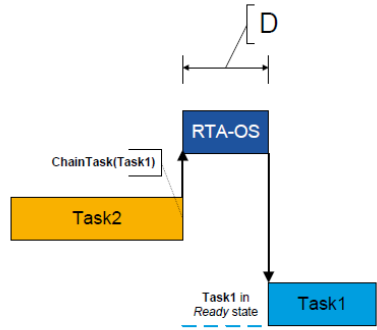 D
RTA-OS
ChainTask(Task1)
Task2
Task1 in
Ready state
Task1